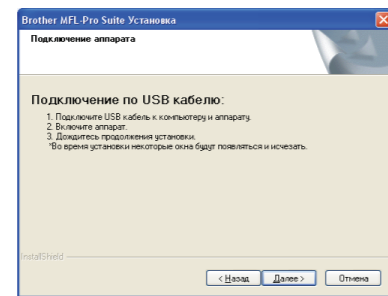 Brother MFL-Pro Suite Установка
Подключение аппарата
Подключение по USB кабелю:
1. Подключите USB кабель к компьютеру и аппарату.
2. Включите аппарат.
3. Дождитесь продолжения установки.
*Во время установки некоторые окна будут появляться и исчезать.
InstallShield
< Назад Далее > Отмена